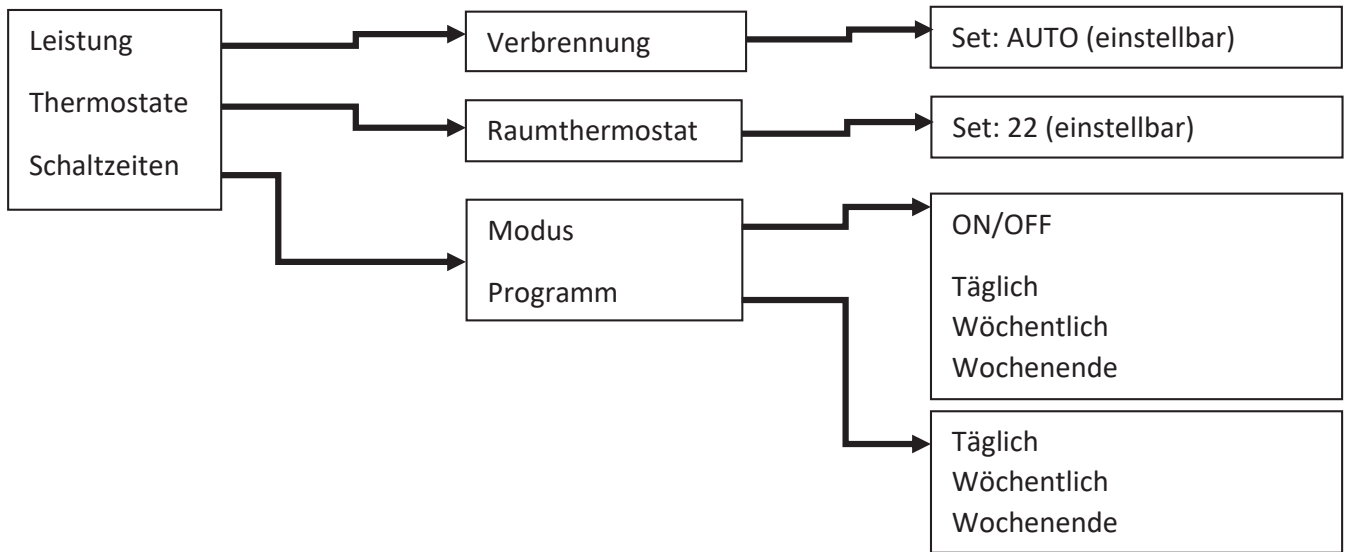 Leistung
Thermostate
Schaltzeiten
Verbrennung
Raumthermostat
Modus
Programm
Set: AUTO (einstellbar)
Set: 22 (einstellbar)
ON/OFF
Täglich
Wöchentlich
Wochenende
Täglich
Wöchentlich
Wochenende